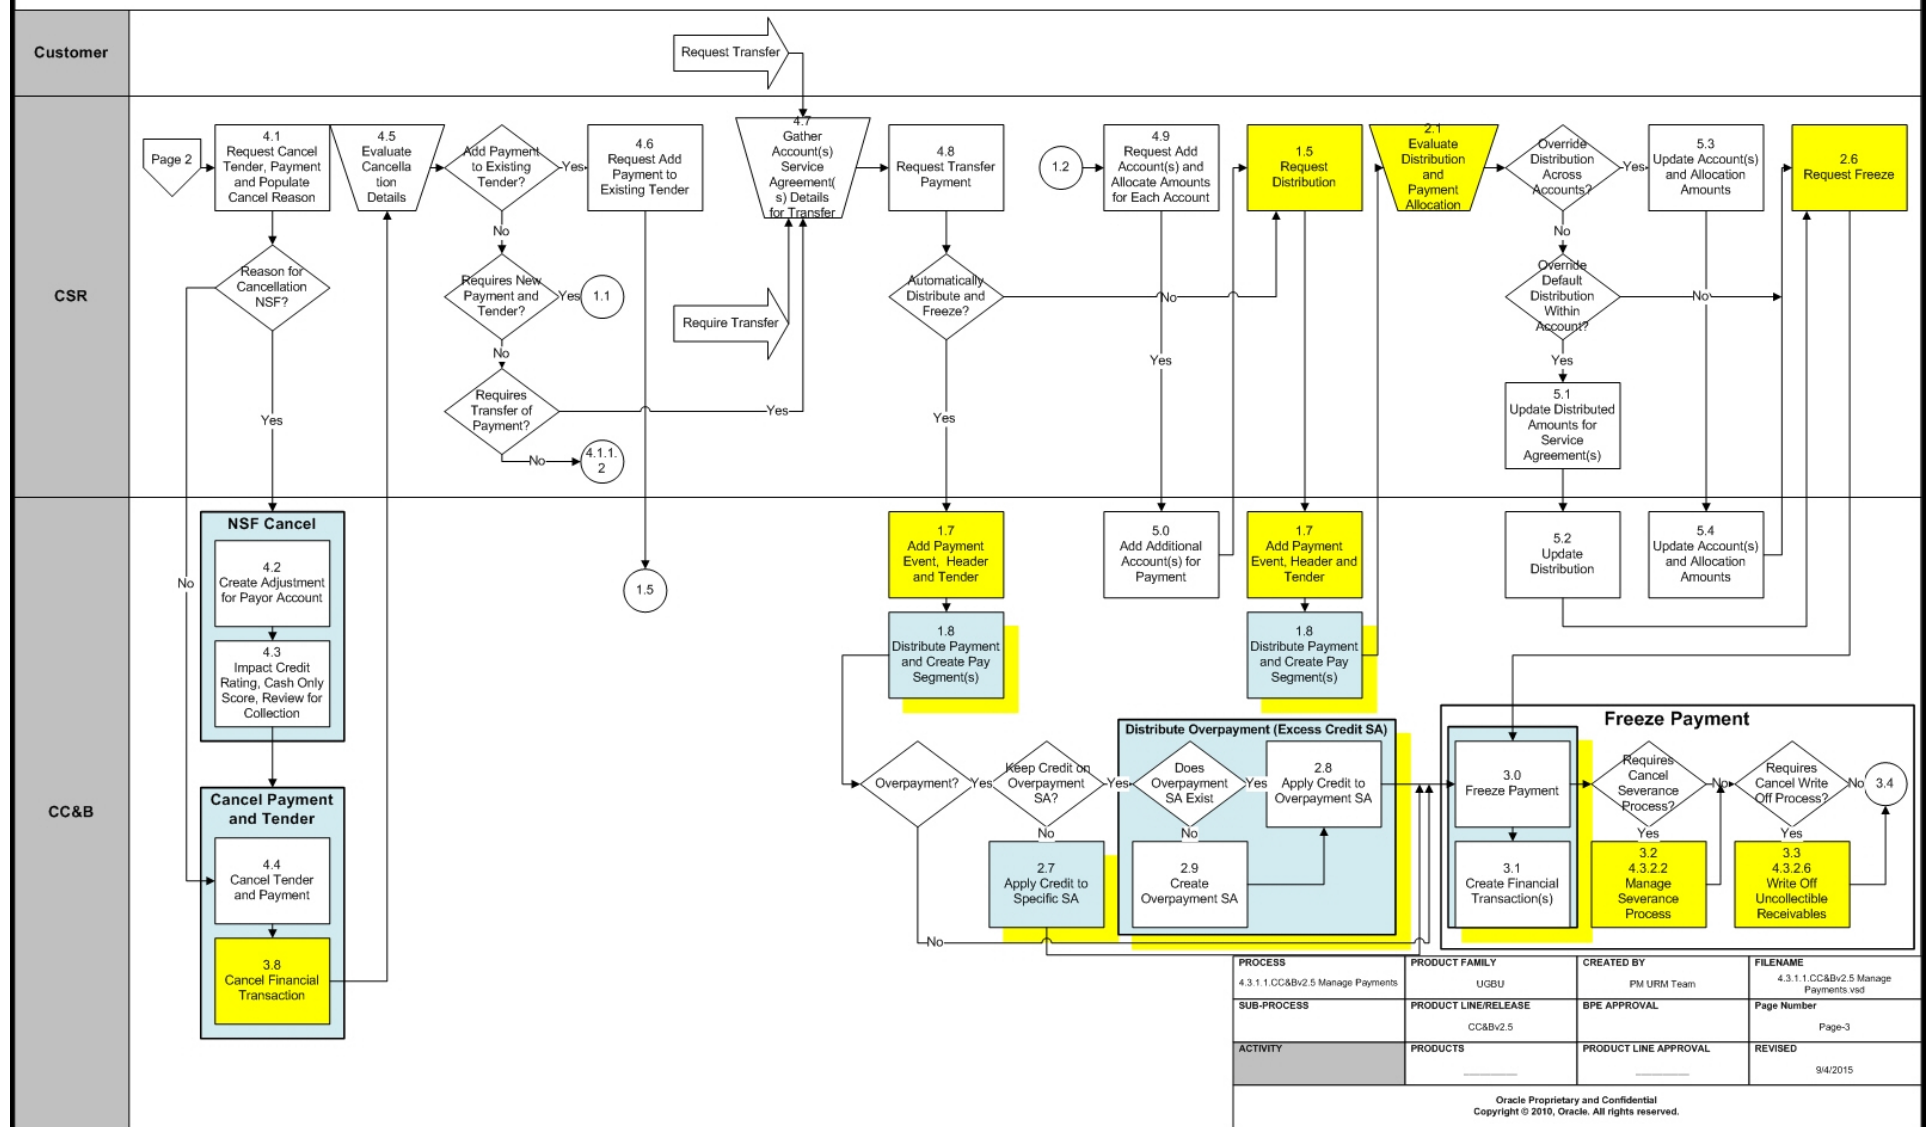 Customer
Request Transfer
CSR
Page 2
4.1
Request Cancel
Tender, Payment
and Populate
Cancel Reason
4.5
Evaluate
Cancella
tion
Details
Add Payment
to Existing
Tender?
Yes
4.6
Request Add
Payment to
Existing Tender
4.7
Gather
Account(s)
Service
Agreement(
s) Details
for Transfer
4.8
Request Transfer
Payment
1.2
4.9
Request Add
Account(s) and
Allocate Amounts
for Each Account
1.5
Request
Distribution
2.1
Evaluate
Distribution
and
Payment
Allocation
Override
Distribution
Across
Accounts?
Yes
5.3
Update Account(s)
and Allocation
Amounts
2.6
Request Freeze
No
No
Reason for
Cancellation
NSF?
Requires New
Payment and
Tender?
Yes
1.1
Require Transfer
Automatically
Distribute and
Freeze?
No
Override
Default
Distribution
Within
Account?
No
No
Yes
Yes
Requires
Transfer of
Payment?
Yes
No
4.1.1.
2
Yes
Yes
5.1
Update Distributed
Amounts for
Service
Agreement(s)
CC&B
NSF Cancel
4.2
Create Adjustment
for Payor Account
4.3
Impact Credit
Rating, Cash Only
Score, Review for
Collection
No
Cancel Payment
and Tender
4.4
Cancel Tender
and Payment
3.8
Cancel Financial
Transaction
1.5
1.7
Add Payment
Event,  Header
and Tender
5.0
Add Additional
Account(s) for
Payment
1.7
Add Payment
Event, Header and
Tender
5.2
Update
Distribution
5.4
Update Account(s)
and Allocation
Amounts
1.8
Distribute Payment
and Create Pay
Segment(s)
1.8
Distribute Payment
and Create Pay
Segment(s)
Overpayment?
Yes
Keep Credit on
Overpayment
SA?
Yes
No
No
2.7
Apply Credit to
Specific SA
Distribute Overpayment (Excess Credit SA)
Does
Overpayment
SA Exist
Yes
2.8
Apply Credit to
Overpayment SA
No
2.9
Create
Overpayment SA
Freeze Payment
3.0
Freeze Payment
3.1
Create Financial
Transaction(s)
Requires
Cancel
Severance
Process?
No
Requires
Cancel Write
Off Process?
No
3.4
Yes
Yes
3.2
4.3.2.2
Manage
Severance
Process
3.3
4.3.2.6
Write Off
Uncollectible
Receivables
PROCESS
4.3.1.1.CC&Bv2.5 Manage Payments
PRODUCT FAMILY
UGBU
CREATED BY
PM URM Team
FILENAME
4.3.1.1.CC&Bv2.5 Manage
Payments.vsd
SUB-PROCESS
PRODUCT LINE/RELEASE
CC&Bv2.5
BPE APPROVAL
Page Number
Page-3
ACTIVITY
PRODUCTS
PRODUCT LINE APPROVAL
REVISED
9/4/2015
Oracle Proprietary and Confidential
Copyright © 2010, Oracle. All rights reserved.